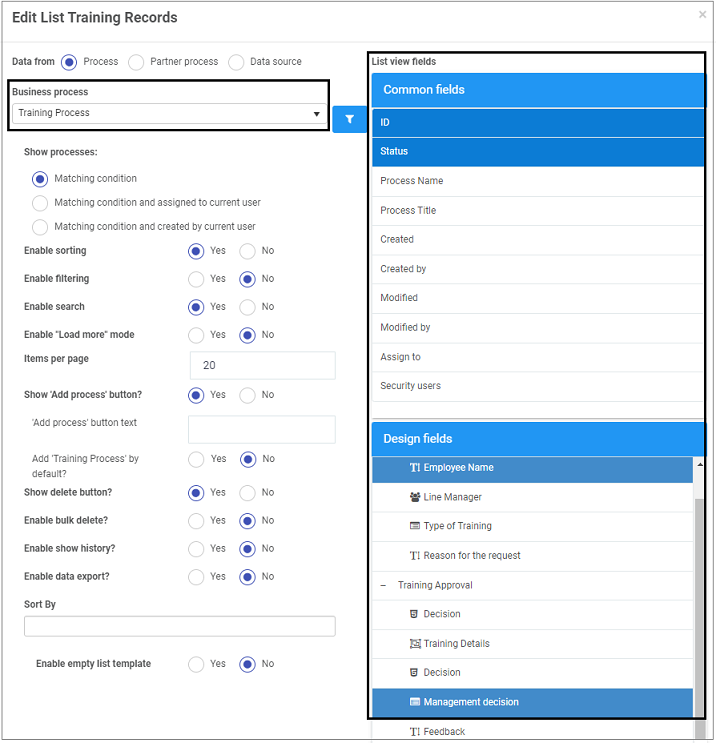 Edit List Training Records
×
Data from Process Partner process Data source
Business process
Training Process
Show processes:
Matching condition
Matching condition and assigned to current user
Matching condition and created by current user
Enable sorting Yes No
Enable filtering Yes No
Enable search Yes No
Enable "Load more" mode Yes No
Items per page 20
Show 'Add process' button? Yes No
'Add process' button text
Add 'Training Process' by Yes No
default?
Show delete button? Yes No
Enable bulk delete? Yes No
Enable show history? Yes No
Enable data export? Yes No
Sort By
Enable empty list template Yes No
List view fields
Common fields
ID
Status
Process Name
Process Title
Created
Created by
Modified
Modified by
Assign to
Security users
Design fields
Employee Name
Line Manager
Type of Training
Reason for the request
− Training Approval
Decision
Training Details
Decision
Management decision
Feedback